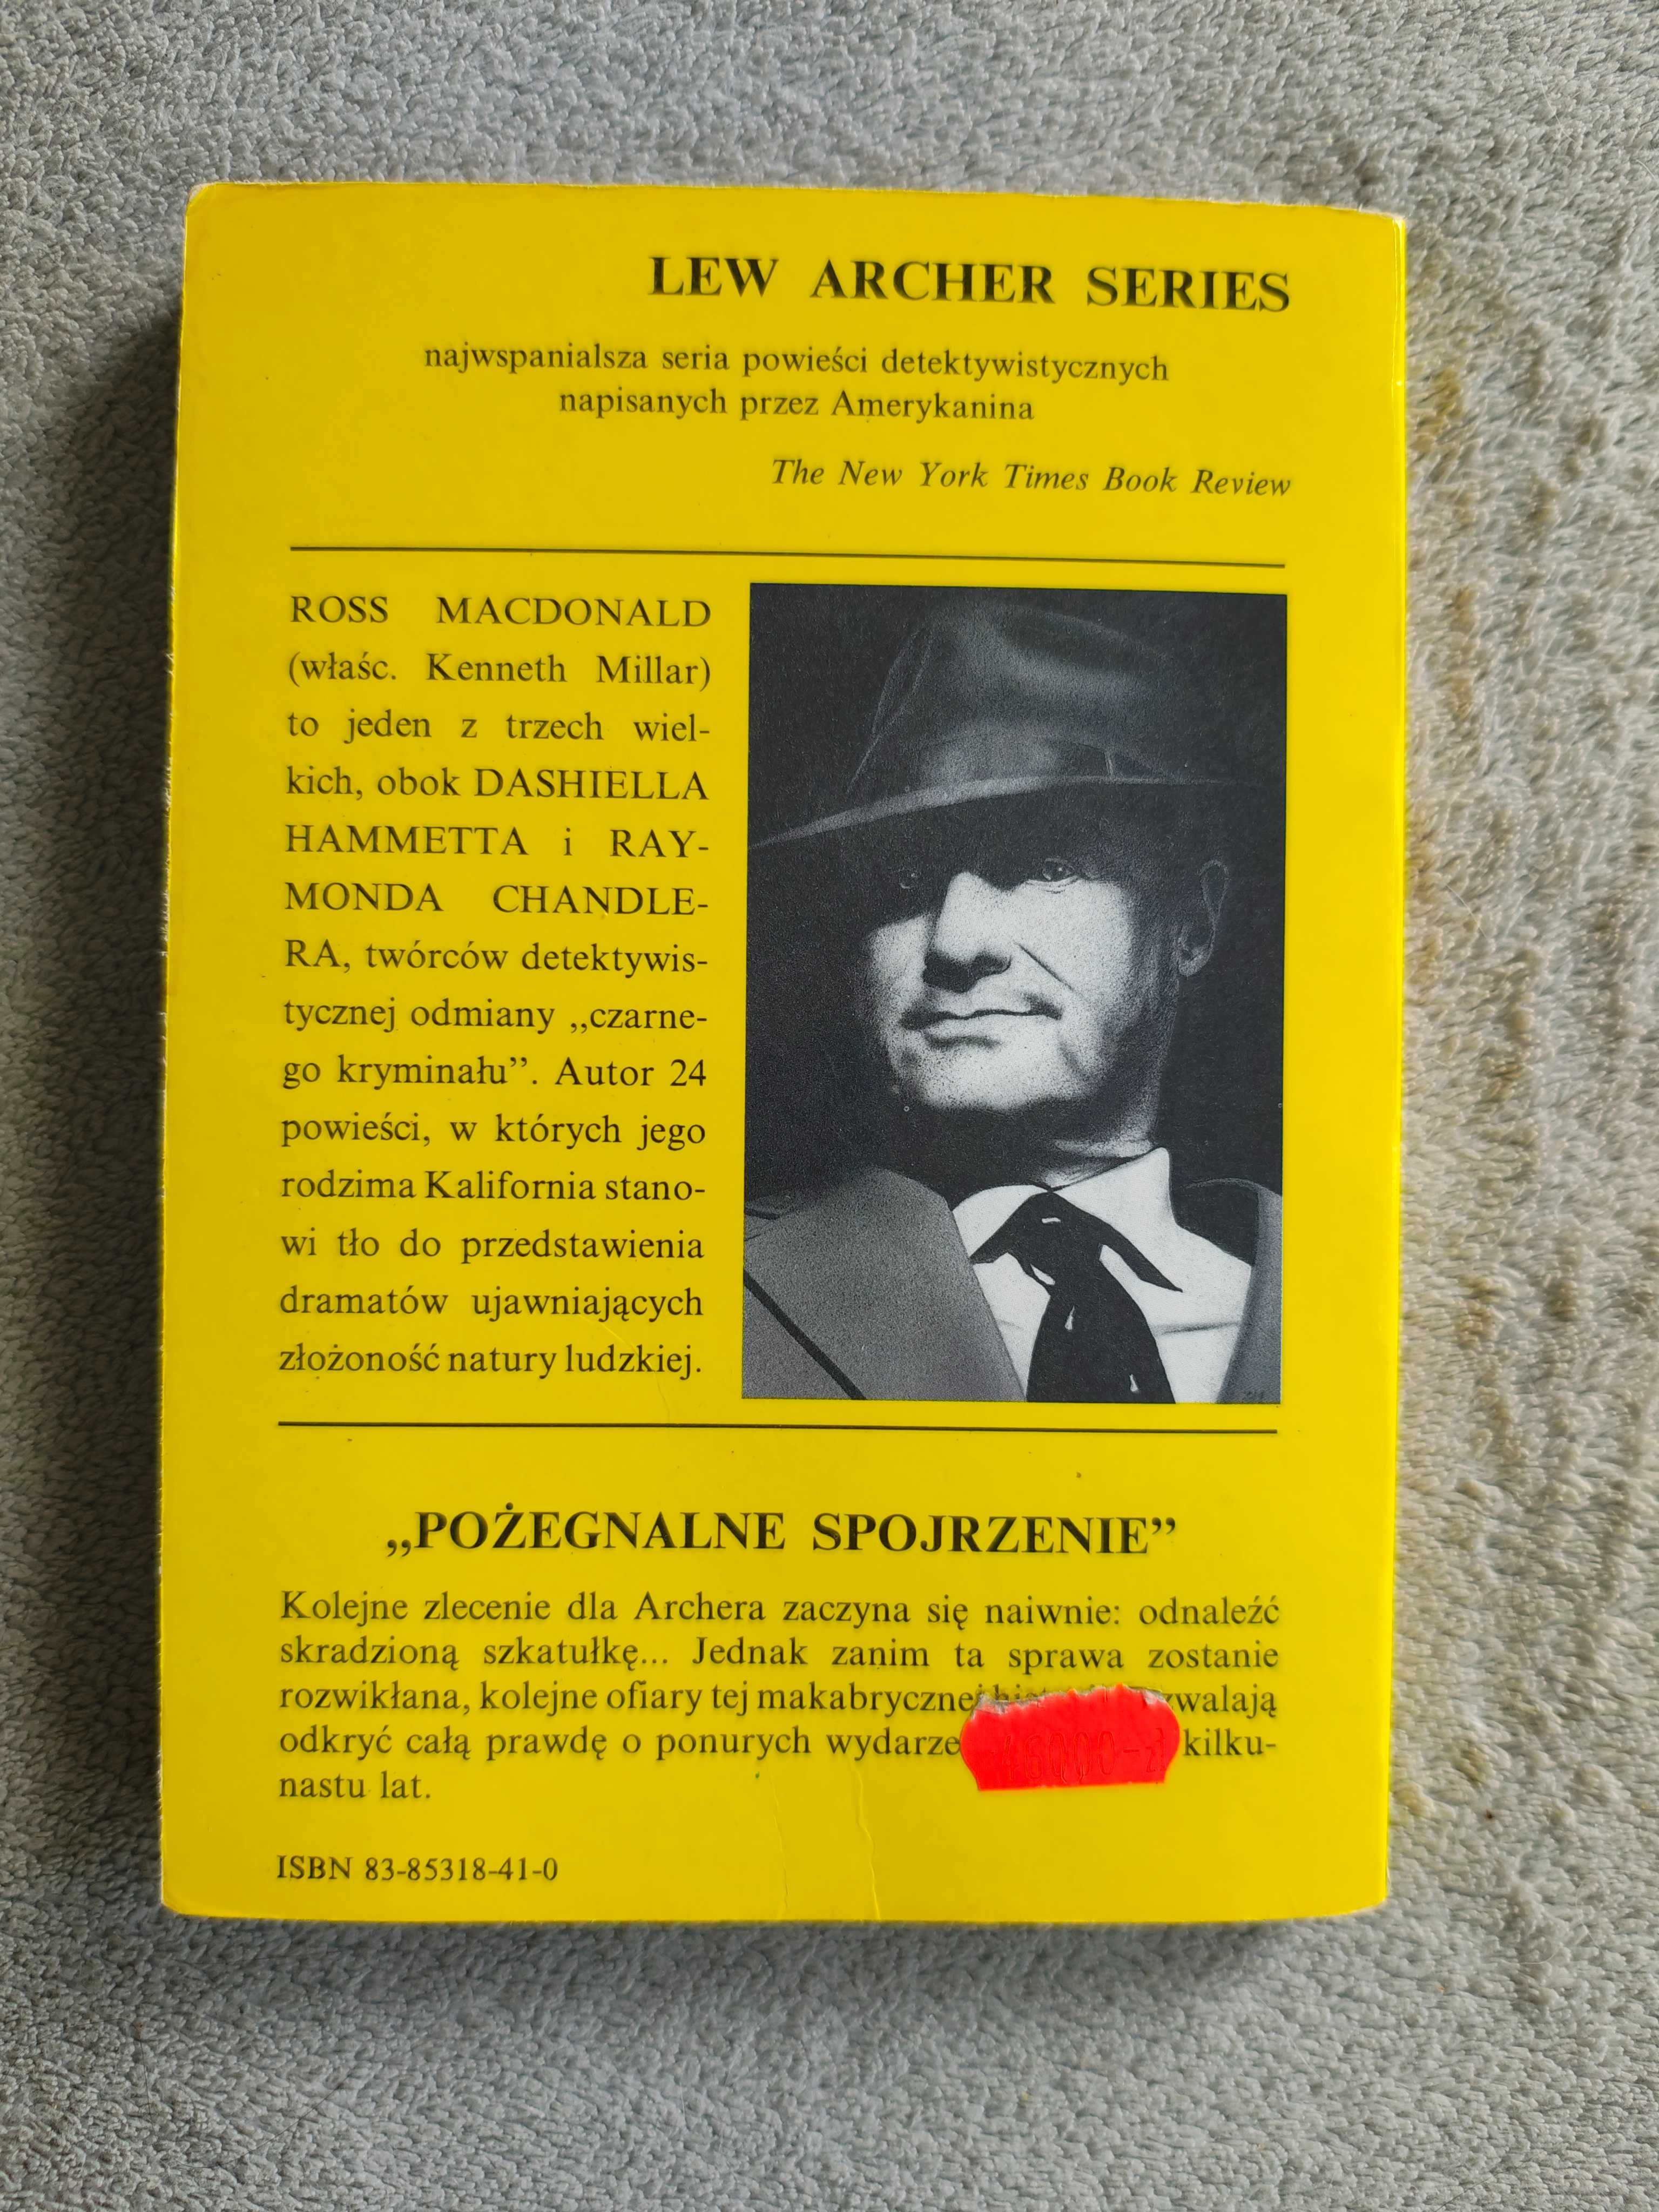 LEW ARCHER SERIES
najwspanialsza seria powieści detektywistycznych
napisanych przez Amerykanina
The New York Times Book Review
ROSS MACDONALD
(właśc. Kenneth Millar)
to jeden z trzech wiel-
kich, obok DASHIELLA
HAMMETTA i RAY-
MONDA CHANDLE-
RA, twórców detektywis-
tycznej odmiany „czarne-
go kryminału”. Autor 24
powieści, w których jego
rodzima Kalifornia stano-
wi tło do przedstawienia
dramatów ujawniających
złożoność natury ludzkiej.
„POŻEGNALNE SPOJRZENIE”
Kolejne zlecenie dla Archera zaczyna się naiwnie: odnaleźć
skradzioną szkatułkę... Jednak zanim ta sprawa zostanie
rozwikłana, kolejne ofiary tej makabrycznej
odkryć całą prawdę o ponurych kilku-
nastu lat.
ISBN 83-85318-41-0